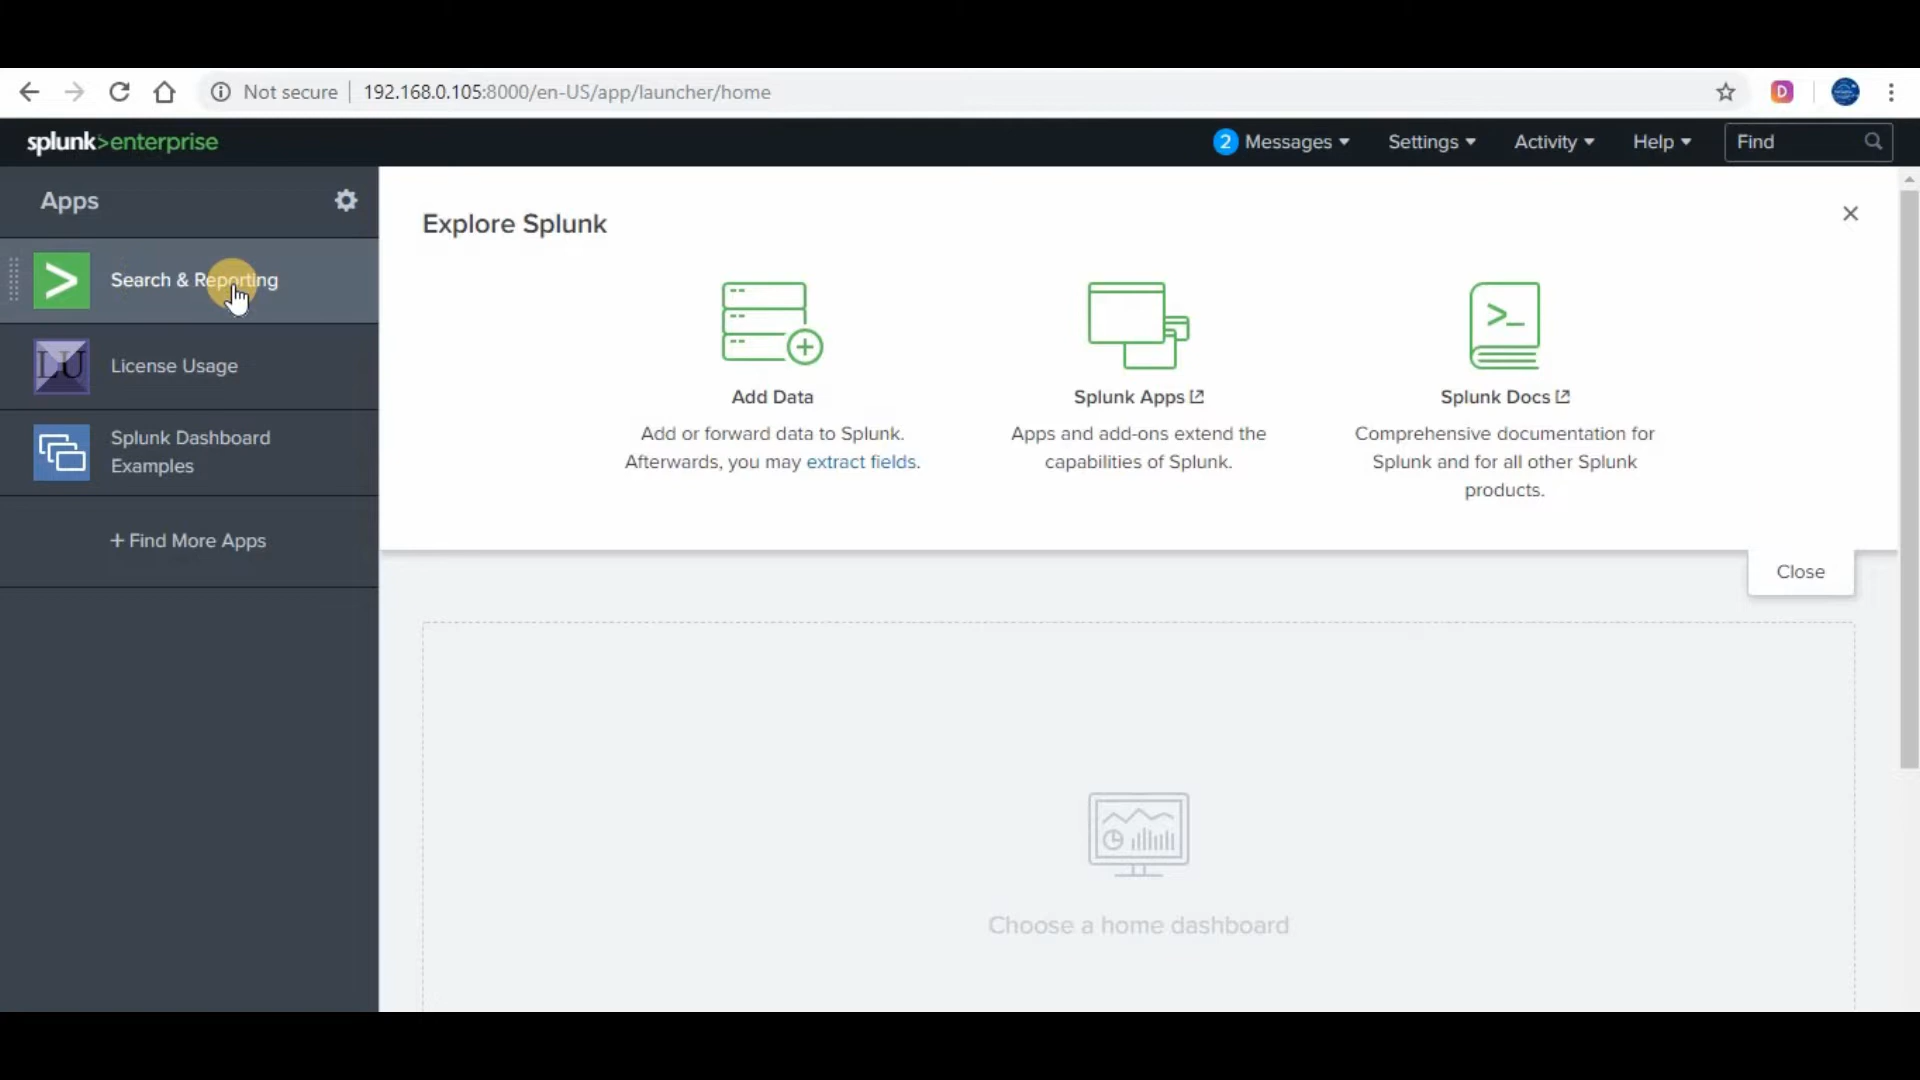 Not secure 192.168.0.105:8000/en-US/app/launcher/home
D
splunk>enterprise
2 Messages Settings Activity Help Find
Apps
Search & Reporting
LU License Usage
Splunk Dashboard
Examples
+ Find More Apps
Explore Splunk
Add Data
Add or forward data to Splunk.
Afterwards, you may extract fields.
Splunk Apps
Apps and add-ons extend the
capabilities of Splunk.
Splunk Docs
Comprehensive documentation for
Splunk and for all other Splunk
products.
Close
Choose a home dashboard